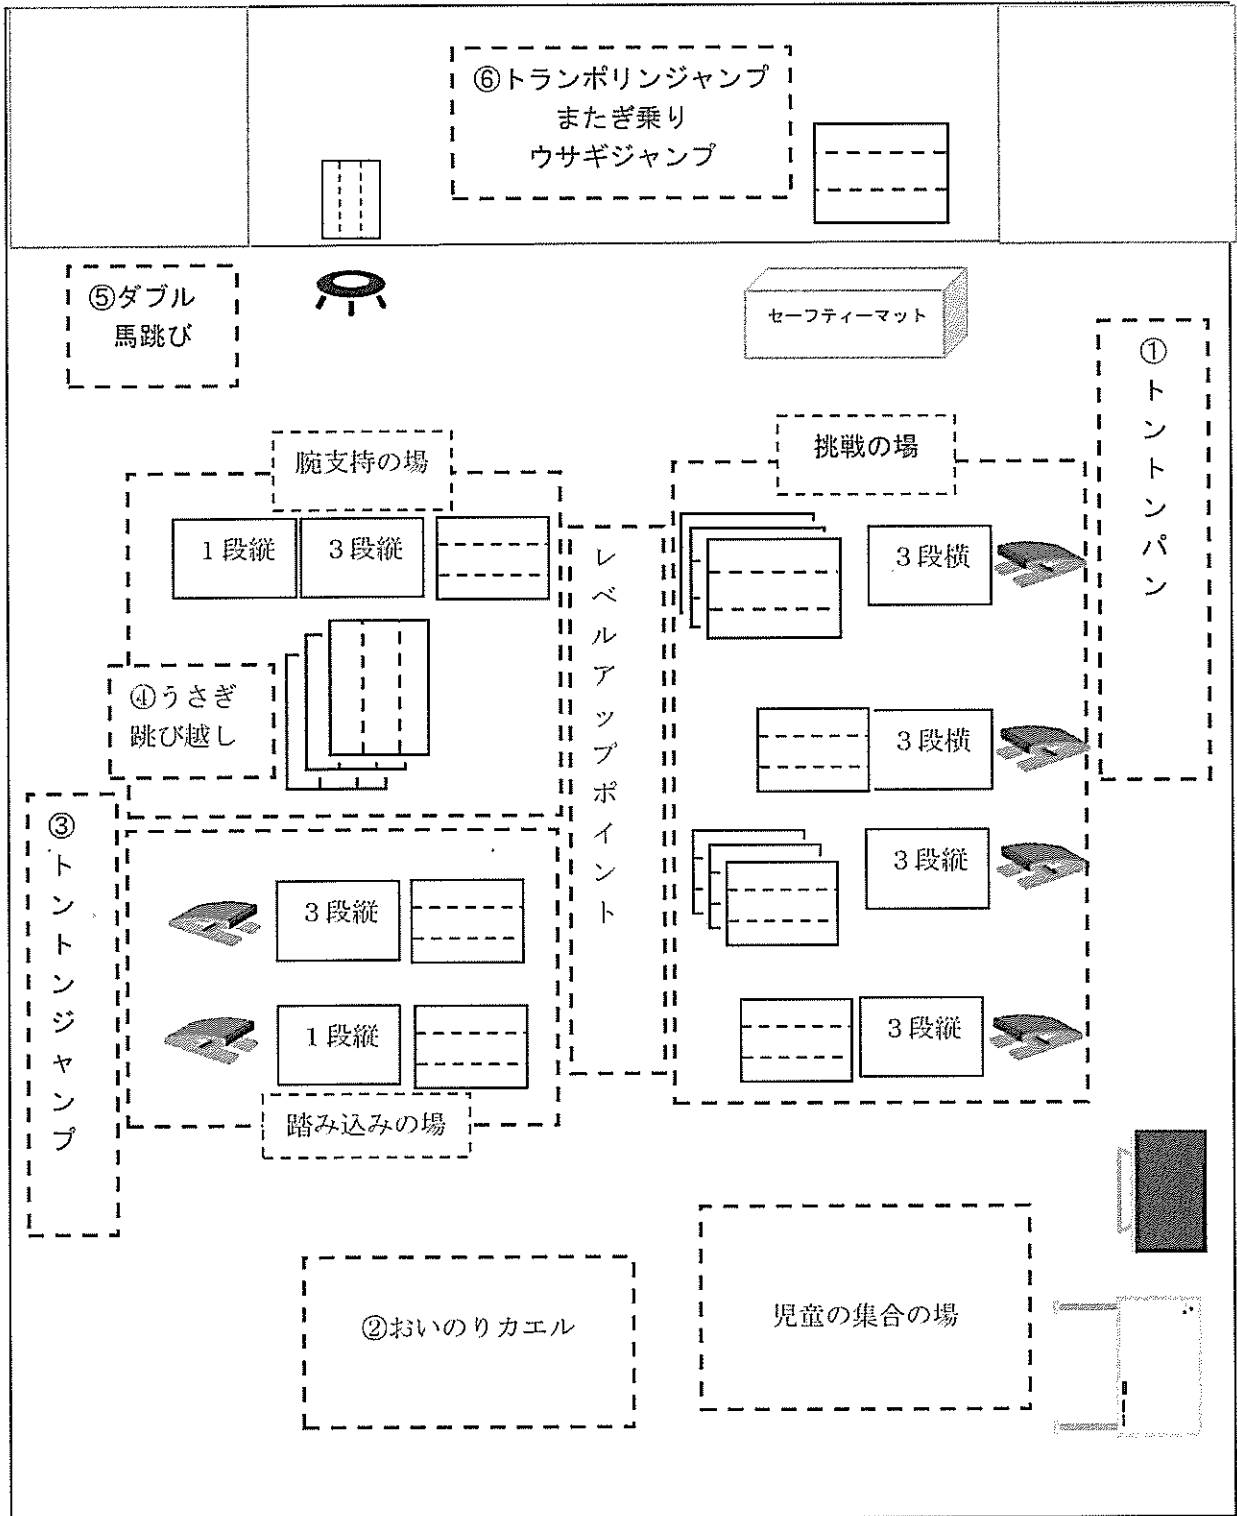 ⑥トランポリンジャンプ
またぎ乗り
ウサギジャンプ
⑤ダブル
馬跳び
セーフティーマット
①トントンパン
腕支持の場
挑戦の場
1段縦
3段縦
3段横
レベルアップポイント
④うさぎ
跳び越し
3段横
③トントンジャンプ
3段縦
3段縦
1段縦
3段縦
踏み込みの場
②おいのりカエル
児童の集合の場